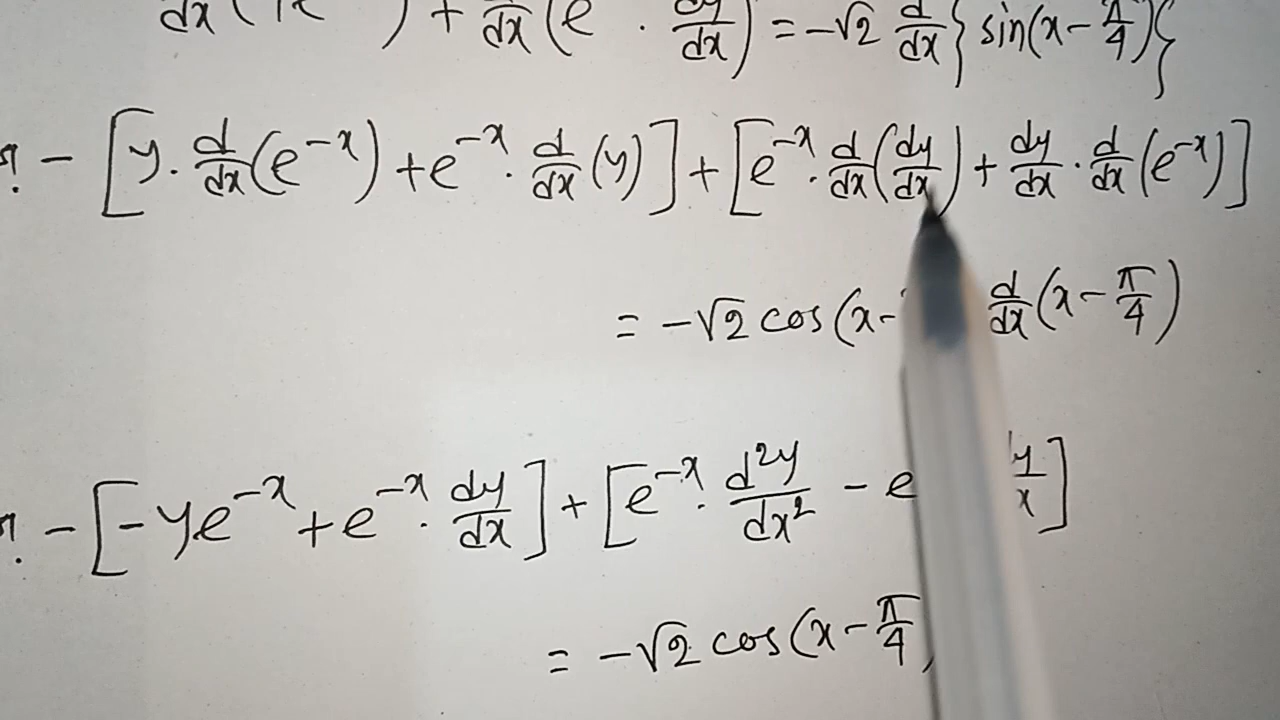 d/dx ( ) + d/dx (e · dy/dx) = -√2 d/dx { sin(x - π/4) }
- [y · d/dx (e^-x) + e^-x · d/dx (y)] + [e^-x · d/dx (dy/dx) + dy/dx · d/dx (e^-x)]
= -√2 cos(x - d/dx (x - π/4)
- [-ye^-x + e^-x · dy/dx] + [e^-x · d²y/dx² - e y/x]
= -√2 cos(x - π/4)